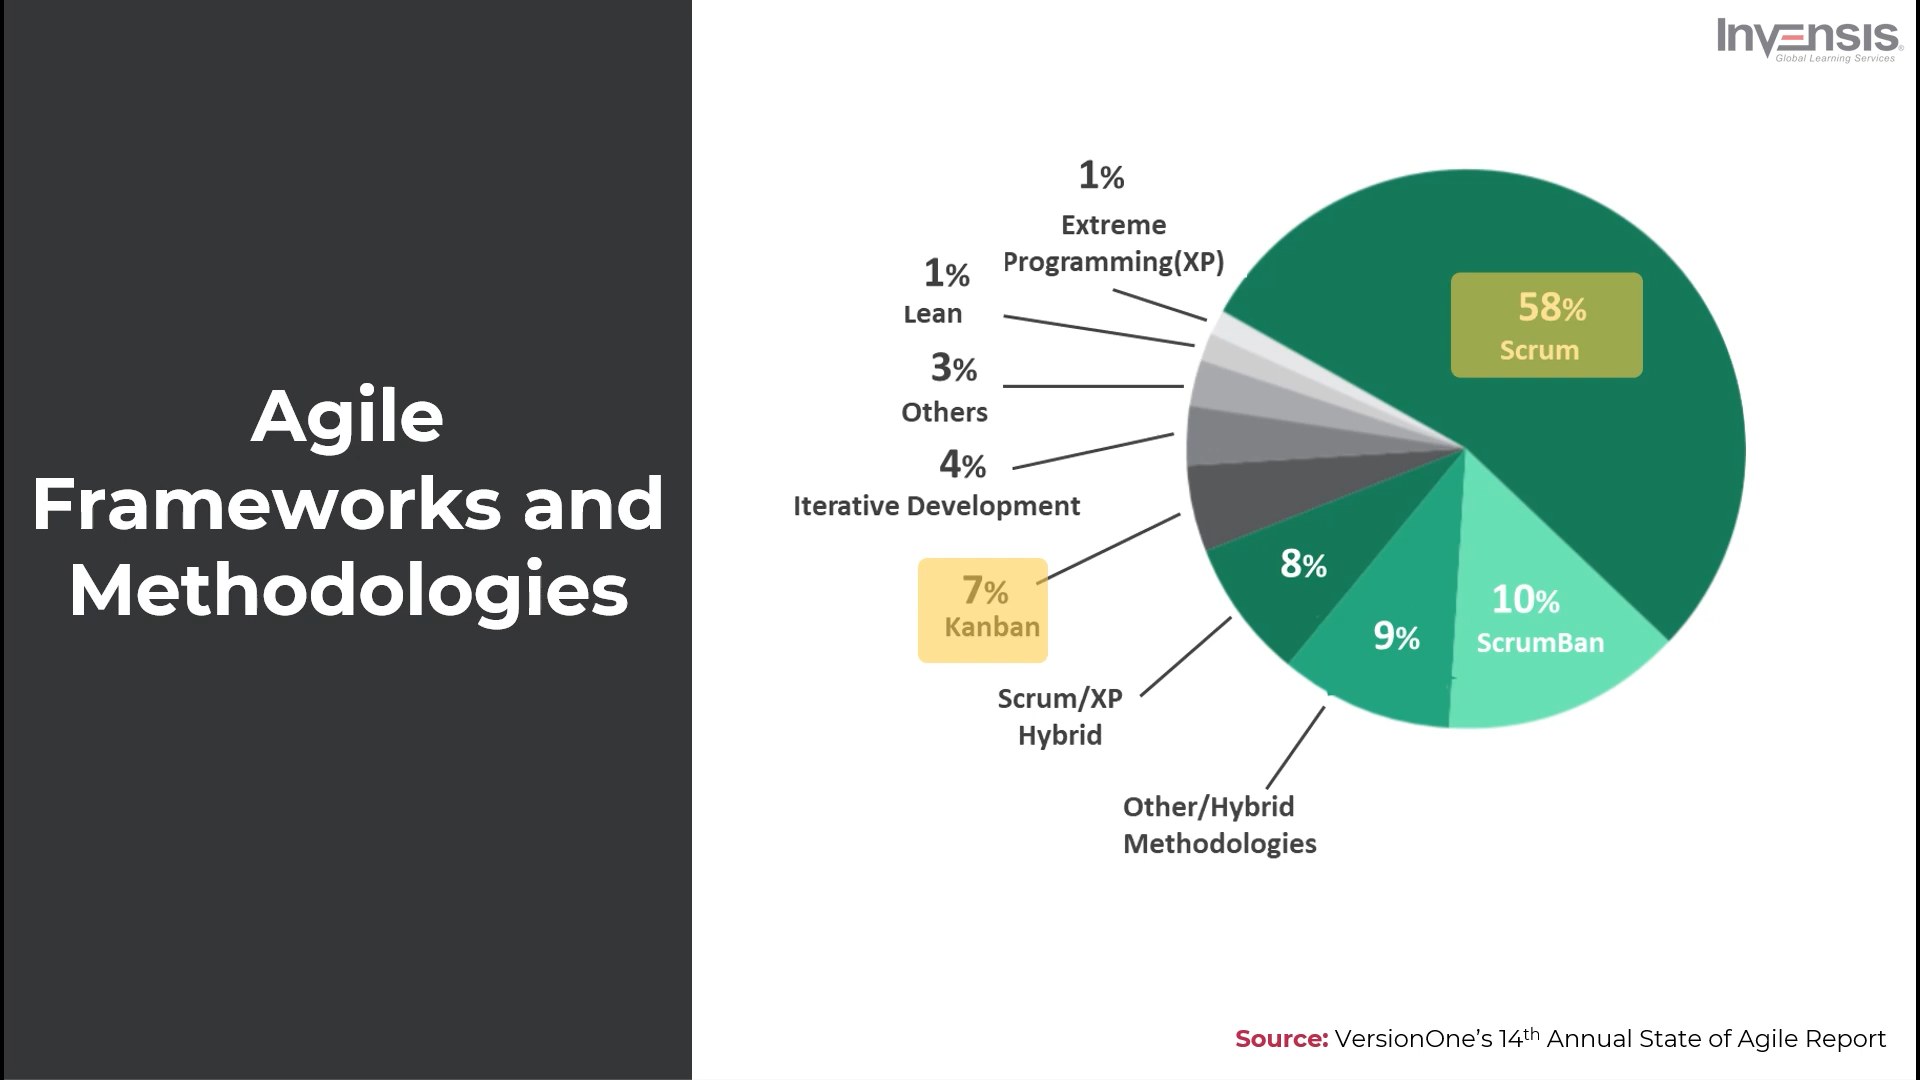 Invensis
Global Learning Services
Agile
Frameworks and
Methodologies
1%
Extreme
Programming(XP)
1%
Lean
3%
Others
4%
Iterative Development
7%
Kanban
Scrum/XP
Hybrid
Other/Hybrid
Methodologies
58%
Scrum
8%
9%
10%
ScrumBan
Source: VersionOne’s 14th Annual State of Agile Report